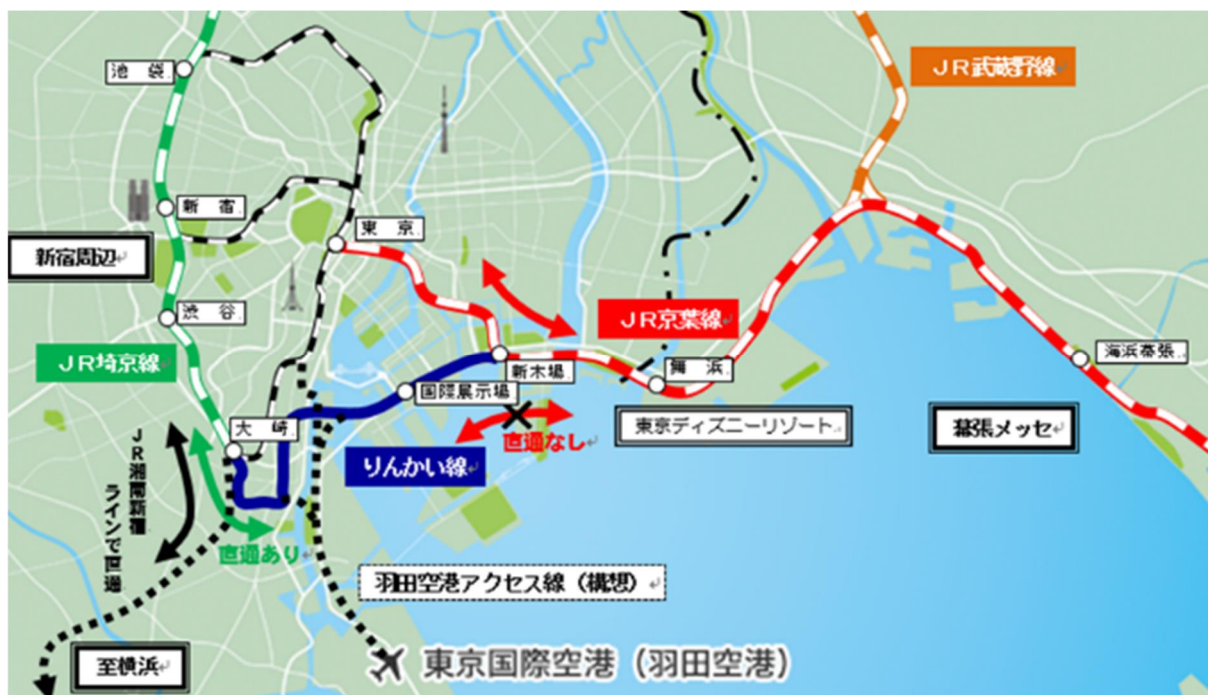 池袋
JR武蔵野線
新宿
東京
新宿周辺
渋谷
JR京葉線
JR埼京線
新木場
舞浜
海浜幕張
国際展示場
大崎
直通なし
東京ディズニーリゾート
幕張メッセ
りんかい線
JR湘南新宿
ラインで直通
直通あり
羽田空港アクセス線（構想）
至横浜
東京国際空港（羽田空港）